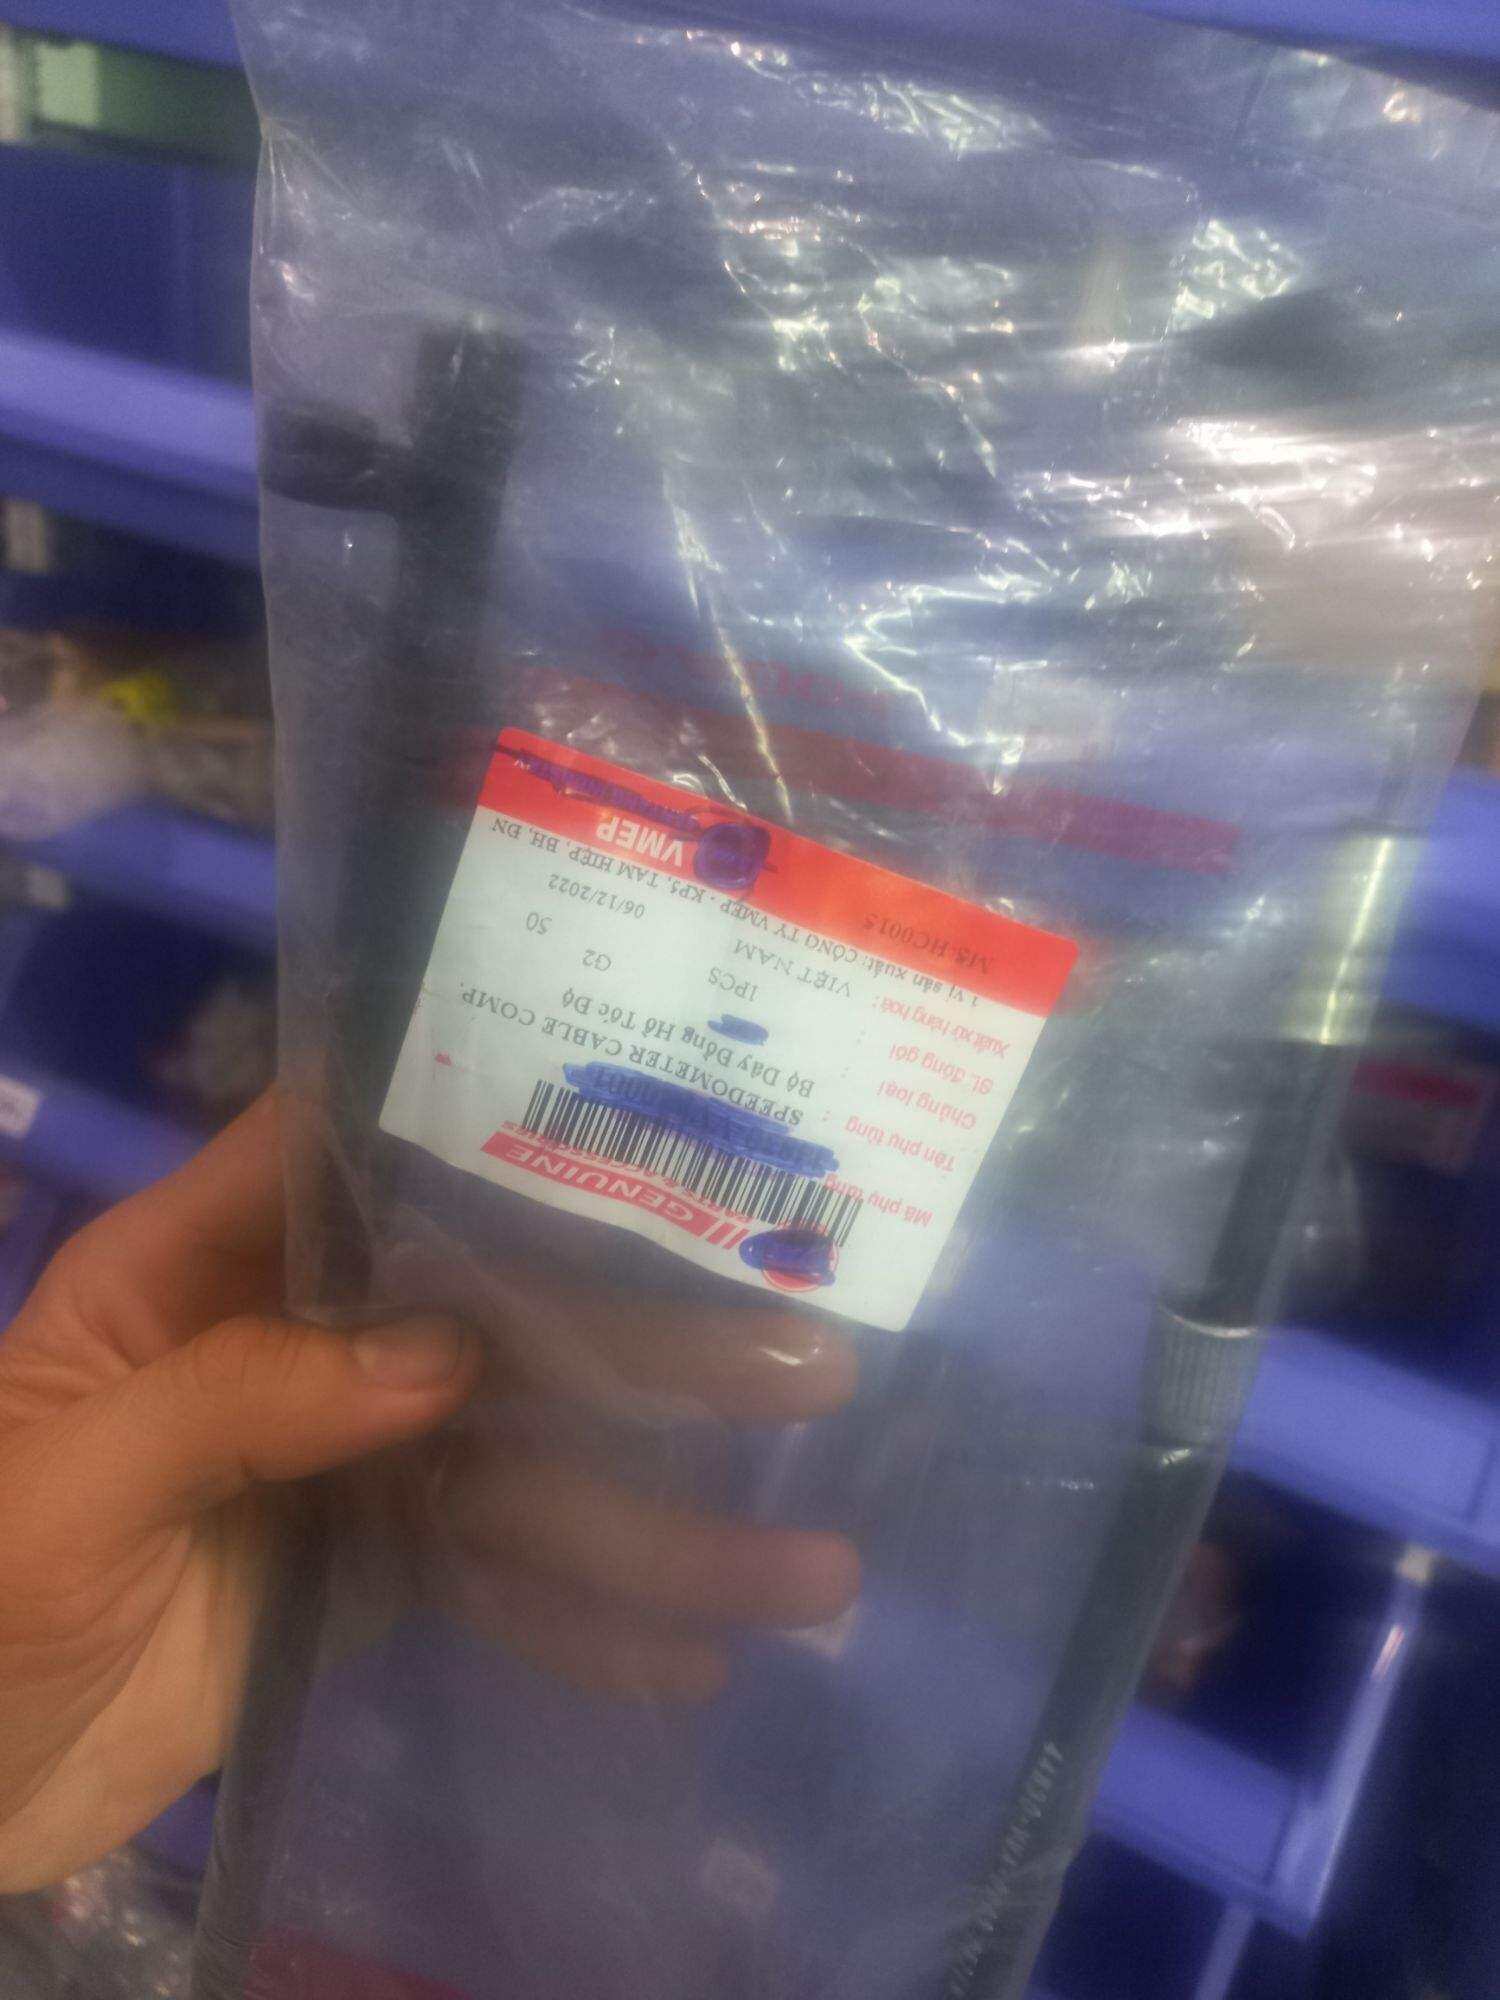 GENUINE
PARTS & ACCESSORIES
Mã phụ tùng
Tên phụ tùng : SPEEDOMETER CABLE COMP.
Bộ Dây Đồng Hồ Tốc Độ
Chủng loại :
SL đóng gói : 1PCS G2 50
Xuất xứ hàng hoá : VIỆT NAM 06/12/2022
vị sản xuất: CÔNG TY VMEP - KP5, TAM HIỆP, BH, ĐN
MS-HC0015 VMEP